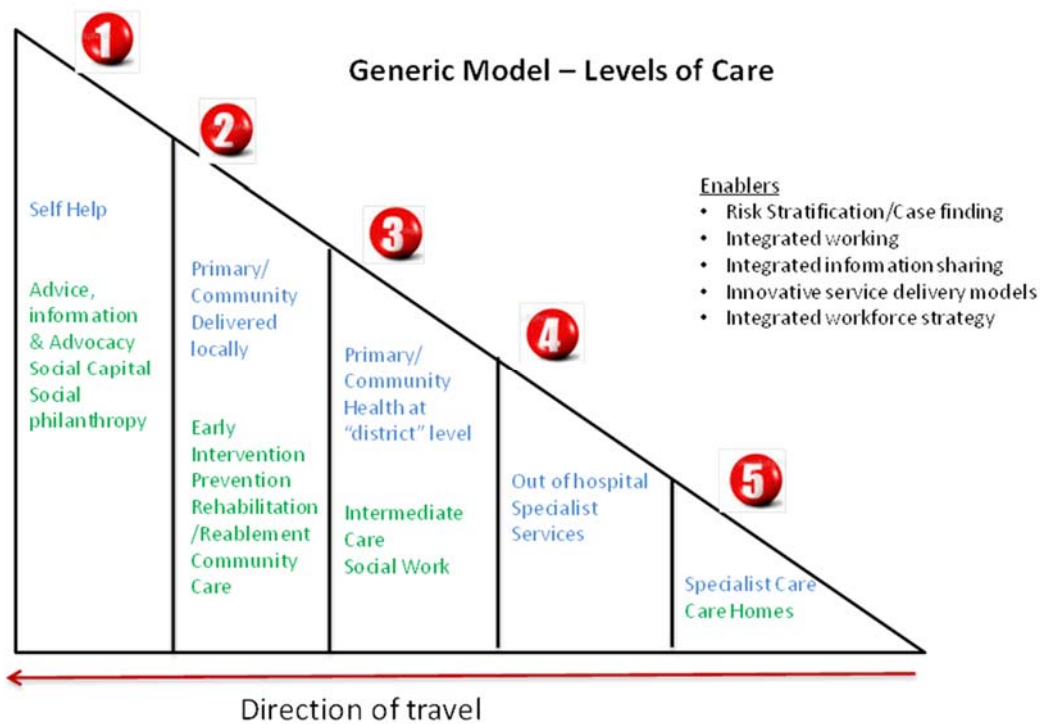 Generic Model – Levels of Care
1
Self Help
Advice,
information
& Advocacy
Social Capital
Social
philanthropy
2
Primary/
Community
Delivered
locally
Early
Intervention
Prevention
Rehabilitation
/Reablement
Community
Care
3
Primary/
Community
Health at
“district” level
Intermediate
Care
Social Work
4
Out of hospital
Specialist
Services
5
Specialist Care
Care Homes
Enablers
• Risk Stratification/Case finding
• Integrated working
• Integrated information sharing
• Innovative service delivery models
• Integrated workforce strategy
Direction of travel